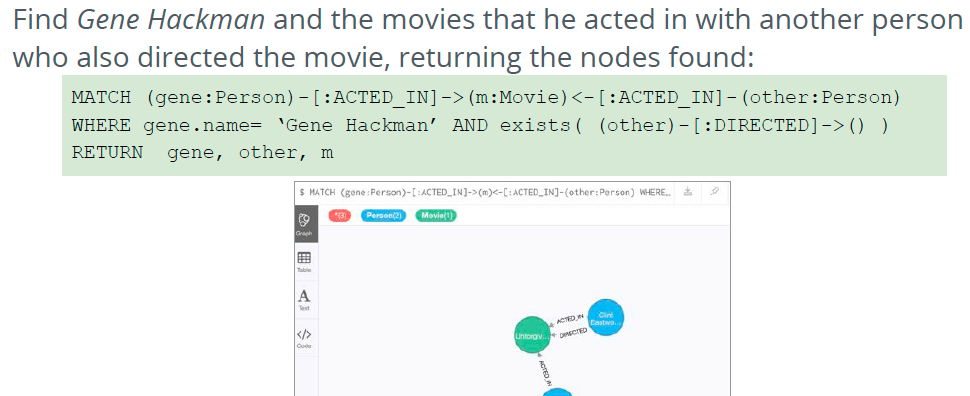 Find Gene Hackman and the movies that he acted in with another person
who also directed the movie, returning the nodes found:
MATCH (gene:Person)-[:ACTED_IN]->(m:Movie)<-[:ACTED_IN]-(other:Person)
WHERE gene.name= ‘Gene Hackman’ AND exists( (other)-[:DIRECTED]->() )
RETURN  gene, other, m
$ MATCH (gene:Person)-[:ACTED_IN]->(m)<-[:ACTED_IN]-(other:Person) WHERE…
*(3) Person(2) Movie(1)
Graph
Table
A
Text
</>
Code
Clint
Eastwo…
ACTED_IN
Unforgiv…
DIRECTED
ACTED_IN